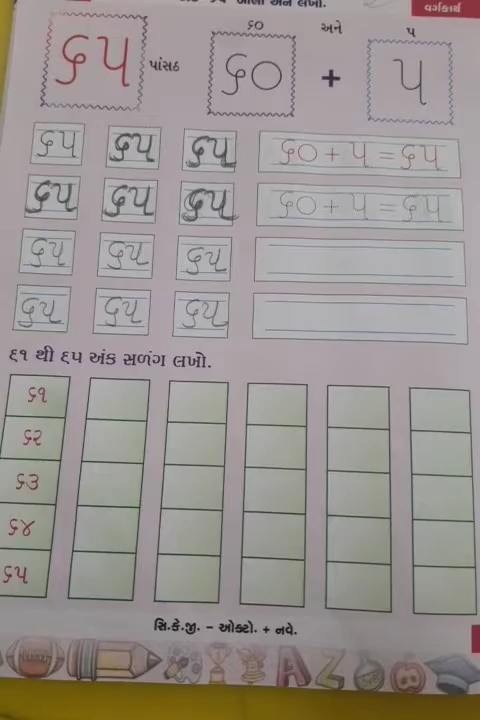 લખો.
વર્ગકાર્ય
૬૦ અને ૫
૬૫ પાંસઠ ૬૦ + ૫
૬૫ ૬૫ ૬૫ ૬૦ + ૫ = ૬૫
૬૫ ૬૫ ૬૫ ૬૦ + ૫ = ૬૫
૬૫ ૬૫ ૬૫
૬૫ ૬૫ ૬૫
૬૧ થી ૬૫ અંક સળંગ લખો.
૬૧
૬૨
૬૩
૬૪
૬૫
સિ.કે.જી. - ઓક્ટો. + નવે.
A Z